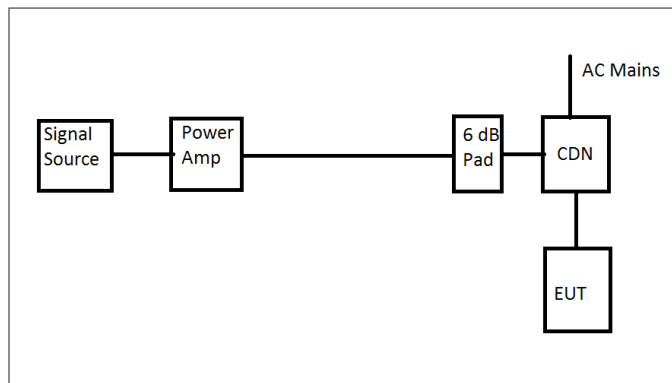 AC Mains
Signal
Source
Power
Amp
6 dB
Pad
CDN
EUT